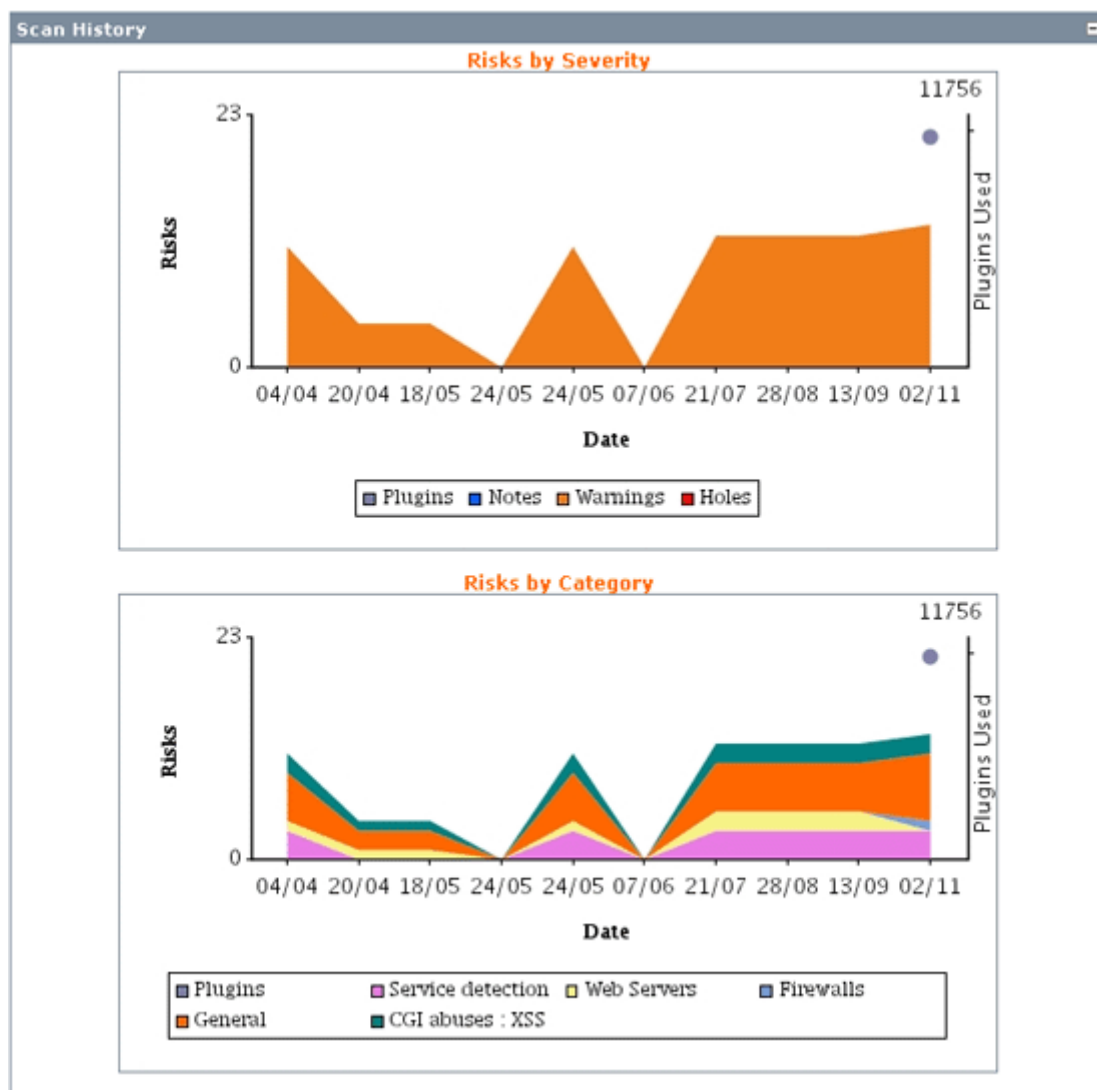 Scan History
Risks by Severity
11756
23
Risks
Plugins Used
0
04/04 20/04 18/05 24/05 24/05 07/06 21/07 28/08 13/09 02/11
Date
Plugins Notes Warnings Holes
Risks by Category
11756
23
Risks
Plugins Used
0
04/04 20/04 18/05 24/05 24/05 07/06 21/07 28/08 13/09 02/11
Date
Plugins Service detection Web Servers Firewalls
General CGI abuses : XSS